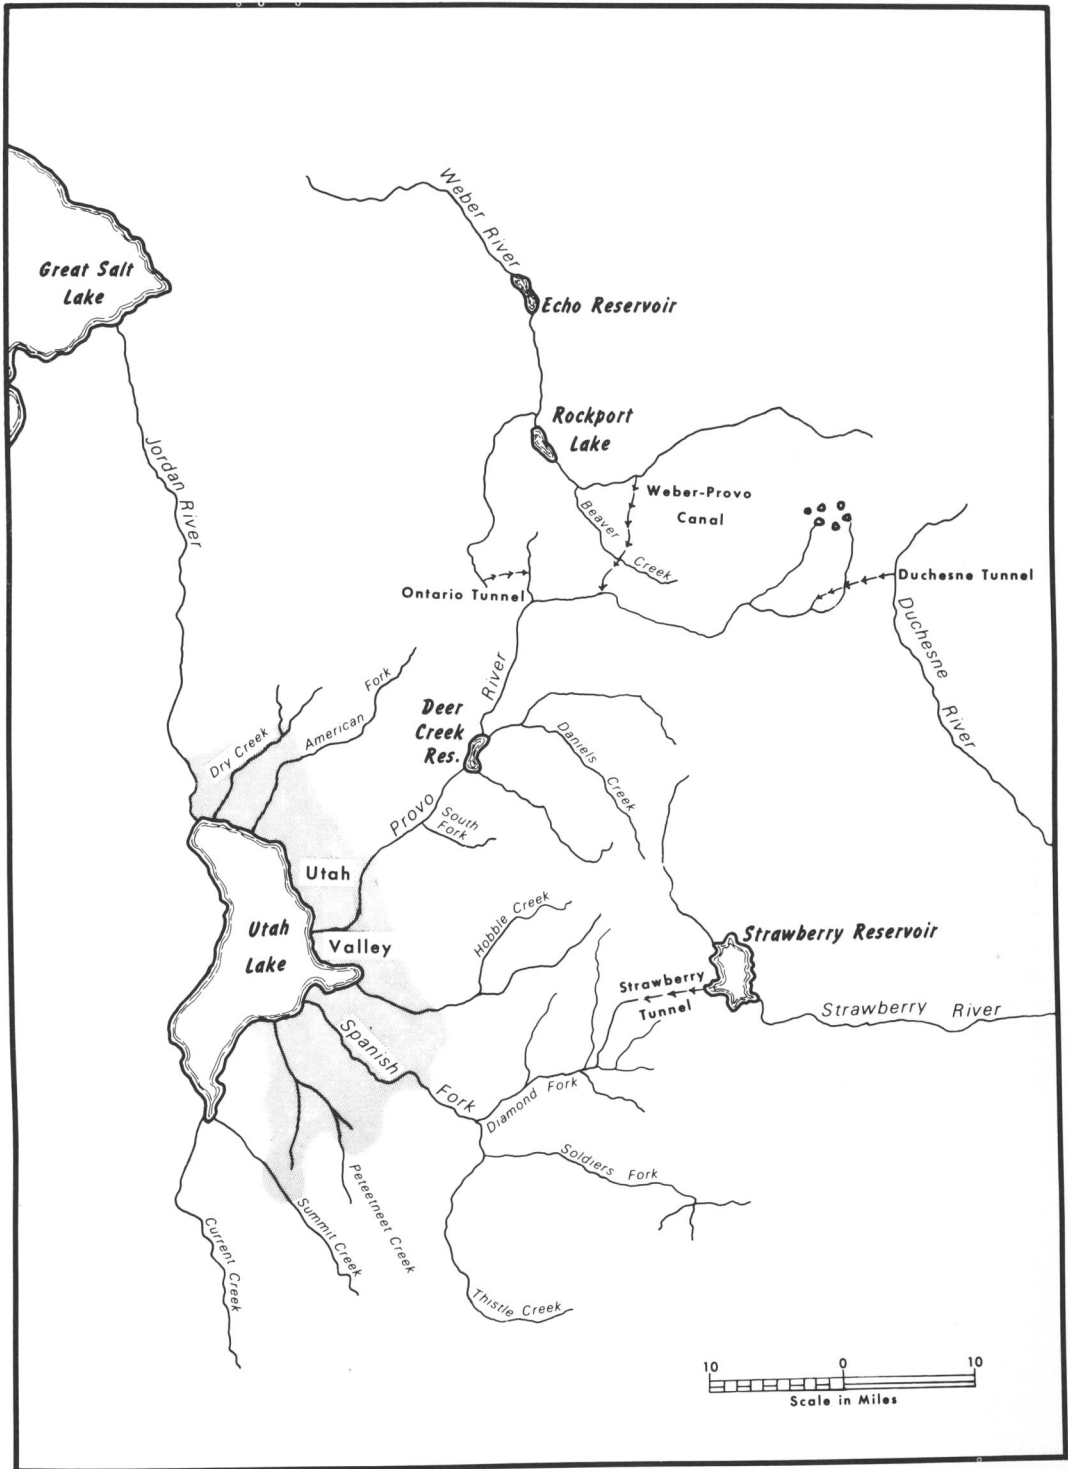 Weber River
Great Salt
Lake
Echo Reservoir
Rockport
Lake
Jordan River
Weber-Provo
Canal
Beaver
Creek
Ontario Tunnel
Duchesne Tunnel
Duchesne
River
River
American Fork
Dry Creek
Deer
Creek
Res.
Daniels Creek
Provo
South
Fork
Utah
Valley
Utah
Lake
Hobble Creek
Strawberry Reservoir
Strawberry
Tunnel
Strawberry River
Spanish
Fork
Diamond Fork
Soldiers Fork
Peteetneet Creek
Summit Creek
Current Creek
Thistle Creek
10 0 10
Scale in Miles